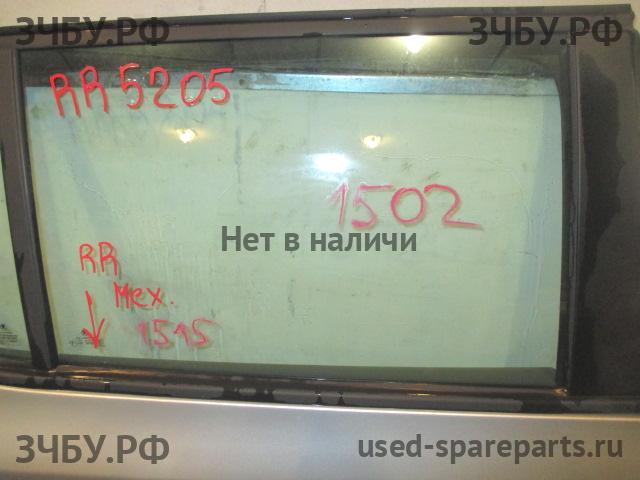 ЗЧБУ.РФ
ЗЧБУ.РФ
RR 5205
1502
Нет в наличи
RR
Мех.
1515
ЗЧБУ.РФ
used-spareparts.ru